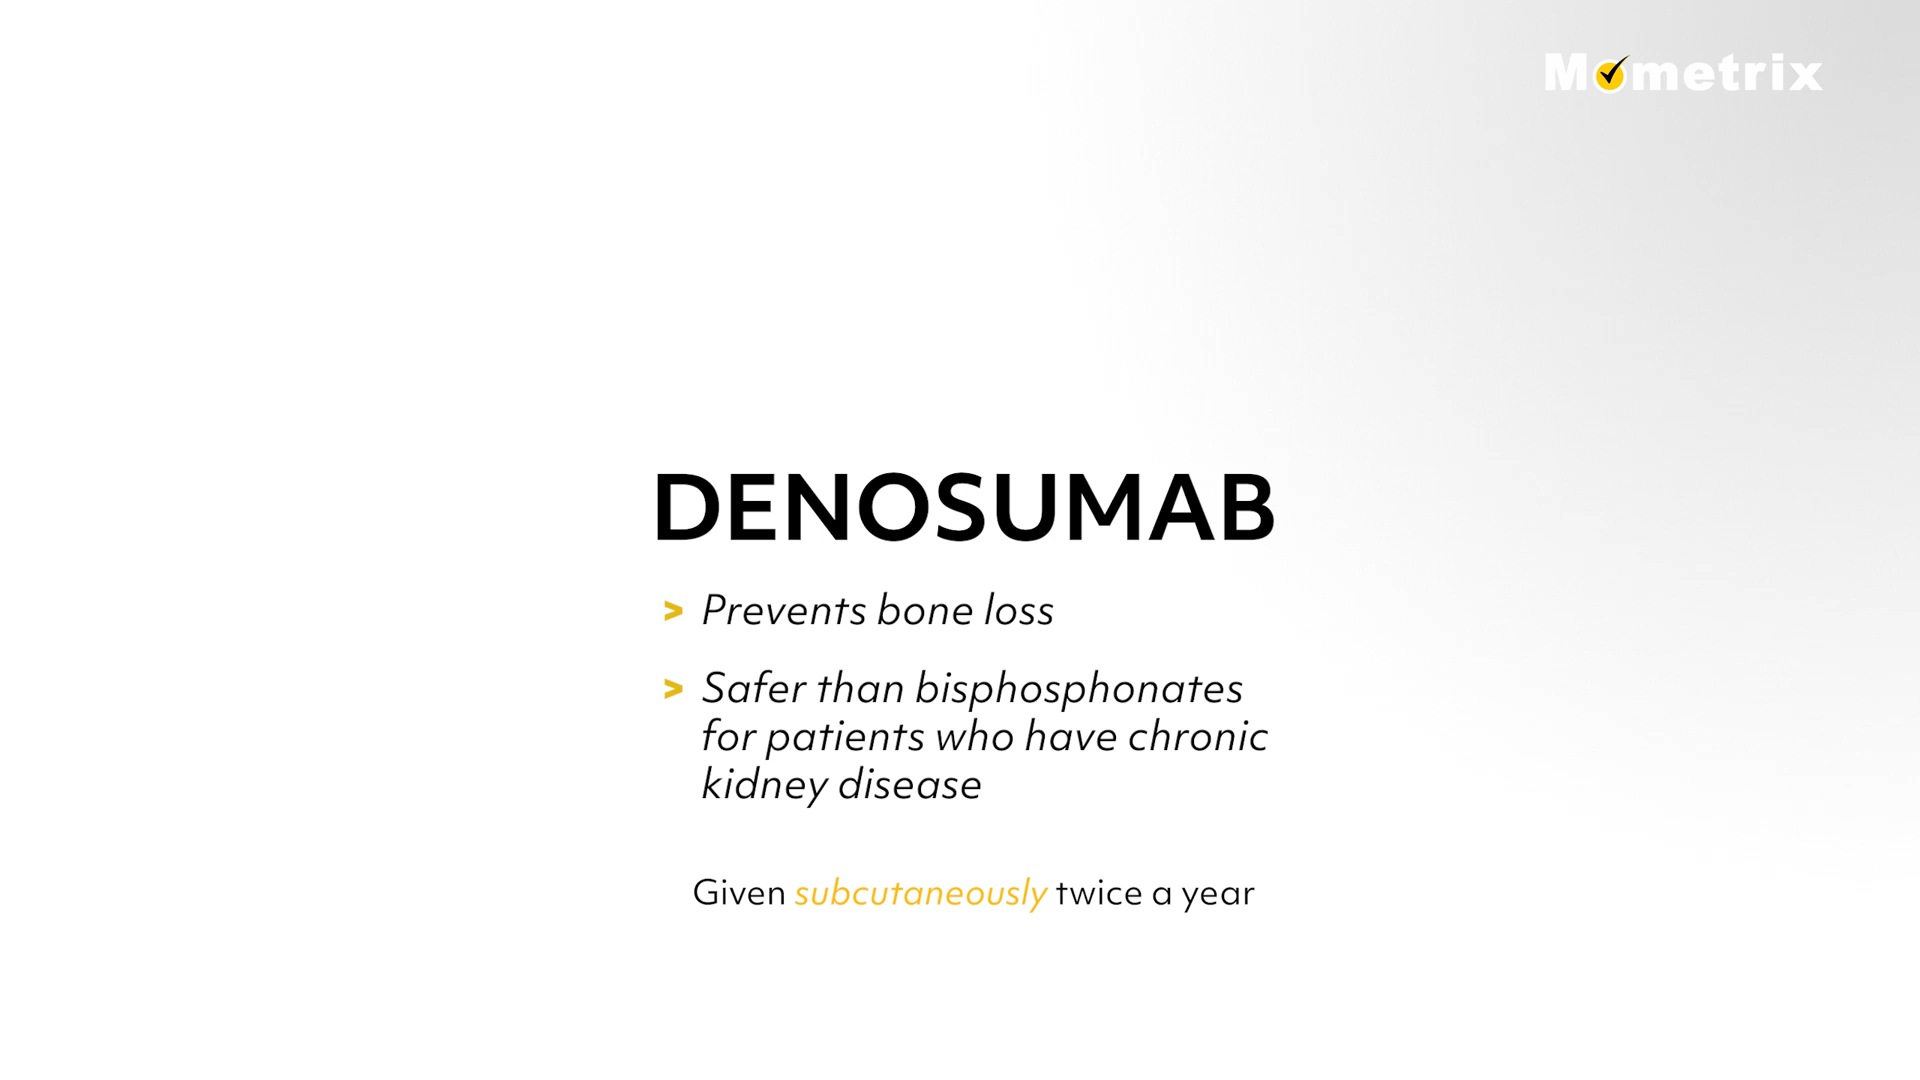 Mometrix
DENOSUMAB
> Prevents bone loss
> Safer than bisphosphonates
for patients who have chronic
kidney disease
Given subcutaneously twice a year